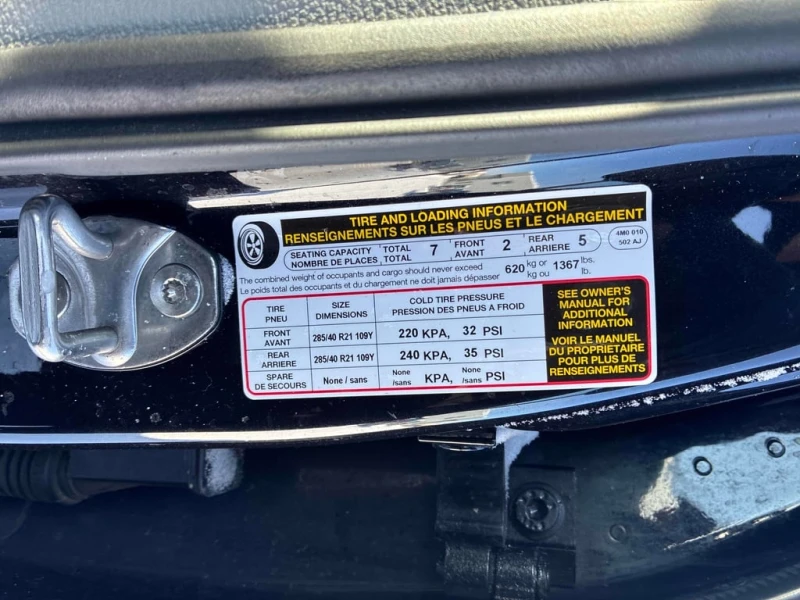 TIRE AND LOADING INFORMATION
RENSEIGNEMENTS SUR LES PNEUS ET LE CHARGEMENT
SEATING CAPACITY TOTAL 7 FRONT 2 REAR 5
NOMBRE DE PLACES TOTAL AVANT ARRIERE
4M0 010
502 AJ
The combined weight of occupants and cargo should never exceed 620 kg or 1367 lbs.
Le poids total des occupants et du chargement ne doit jamais dépasser kg ou lb.
TIRE SIZE COLD TIRE PRESSURE
PNEU DIMENSIONS PRESSION DES PNEUS A FROID
FRONT
AVANT 285/40 R21 109Y 220 KPA, 32 PSI
REAR
ARRIERE 285/40 R21 109Y 240 KPA, 35 PSI
SPARE
DE SECOURS None / sans None /sans KPA, None /sans PSI
SEE OWNER'S
MANUAL FOR
ADDITIONAL
INFORMATION
VOIR LE MANUEL
DU PROPRIETAIRE
POUR PLUS DE
RENSEIGNEMENTS